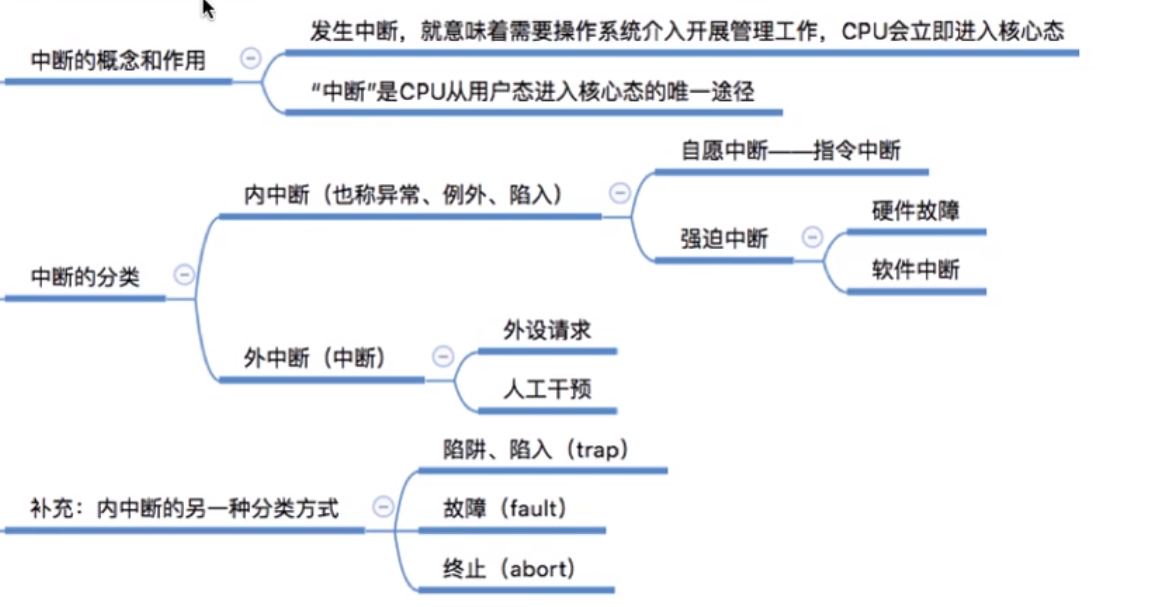 中断的概念和作用
发生中断，就意味着需要操作系统介入开展管理工作，CPU会立即进入核心态
“中断”是CPU从用户态进入核心态的唯一途径
中断的分类
内中断（也称异常、例外、陷入）
自愿中断——指令中断
强迫中断
硬件故障
软件中断
外中断（中断）
外设请求
人工干预
补充：内中断的另一种分类方式
陷阱、陷入（trap）
故障（fault）
终止（abort）